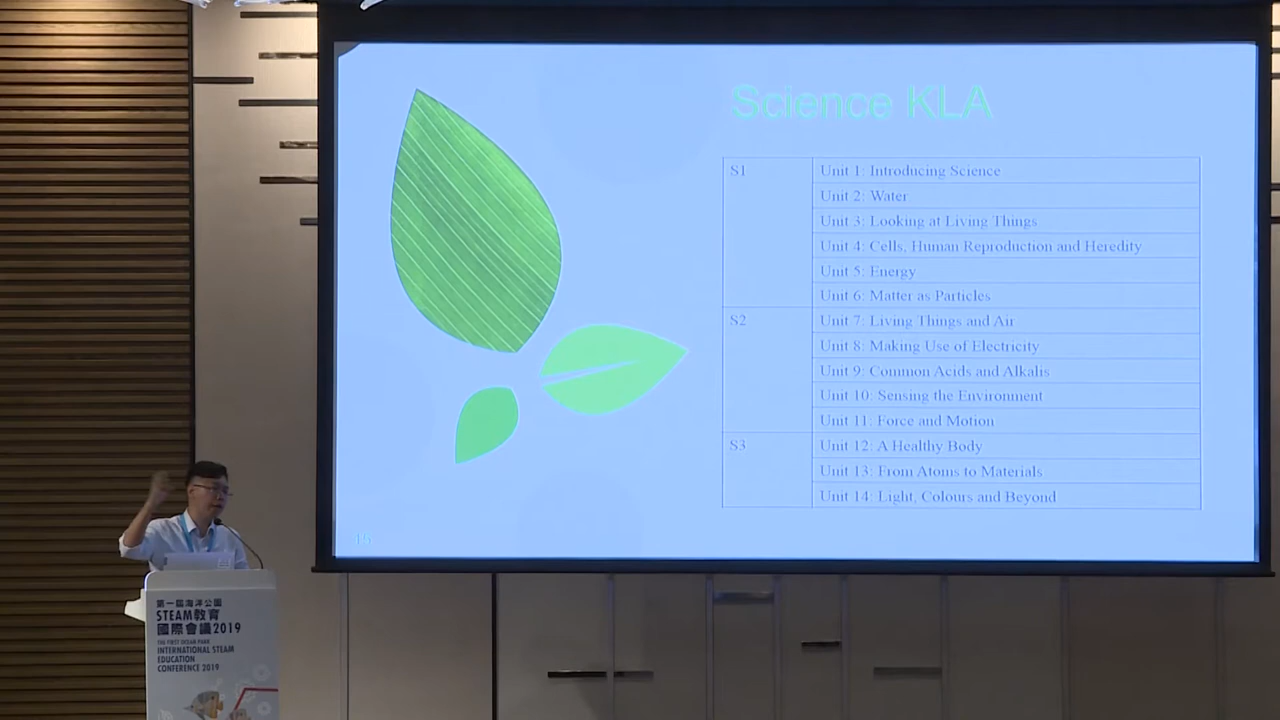 Science KLA
S1
Unit 1: Introducing Science
Unit 2: Water
Unit 3: Looking at Living Things
Unit 4: Cells, Human Reproduction and Heredity
Unit 5: Energy
Unit 6: Matter as Particles
S2
Unit 7: Living Things and Air
Unit 8: Making Use of Electricity
Unit 9: Common Acids and Alkalis
Unit 10: Sensing the Environment
Unit 11: Force and Motion
S3
Unit 12: A Healthy Body
Unit 13: From Atoms to Materials
Unit 14: Light, Colours and Beyond
15
第一屆海洋公園
STEAM教育
國際會議2019
THE FIRST OCEAN PARK
INTERNATIONAL STEAM
EDUCATION
CONFERENCE 2019